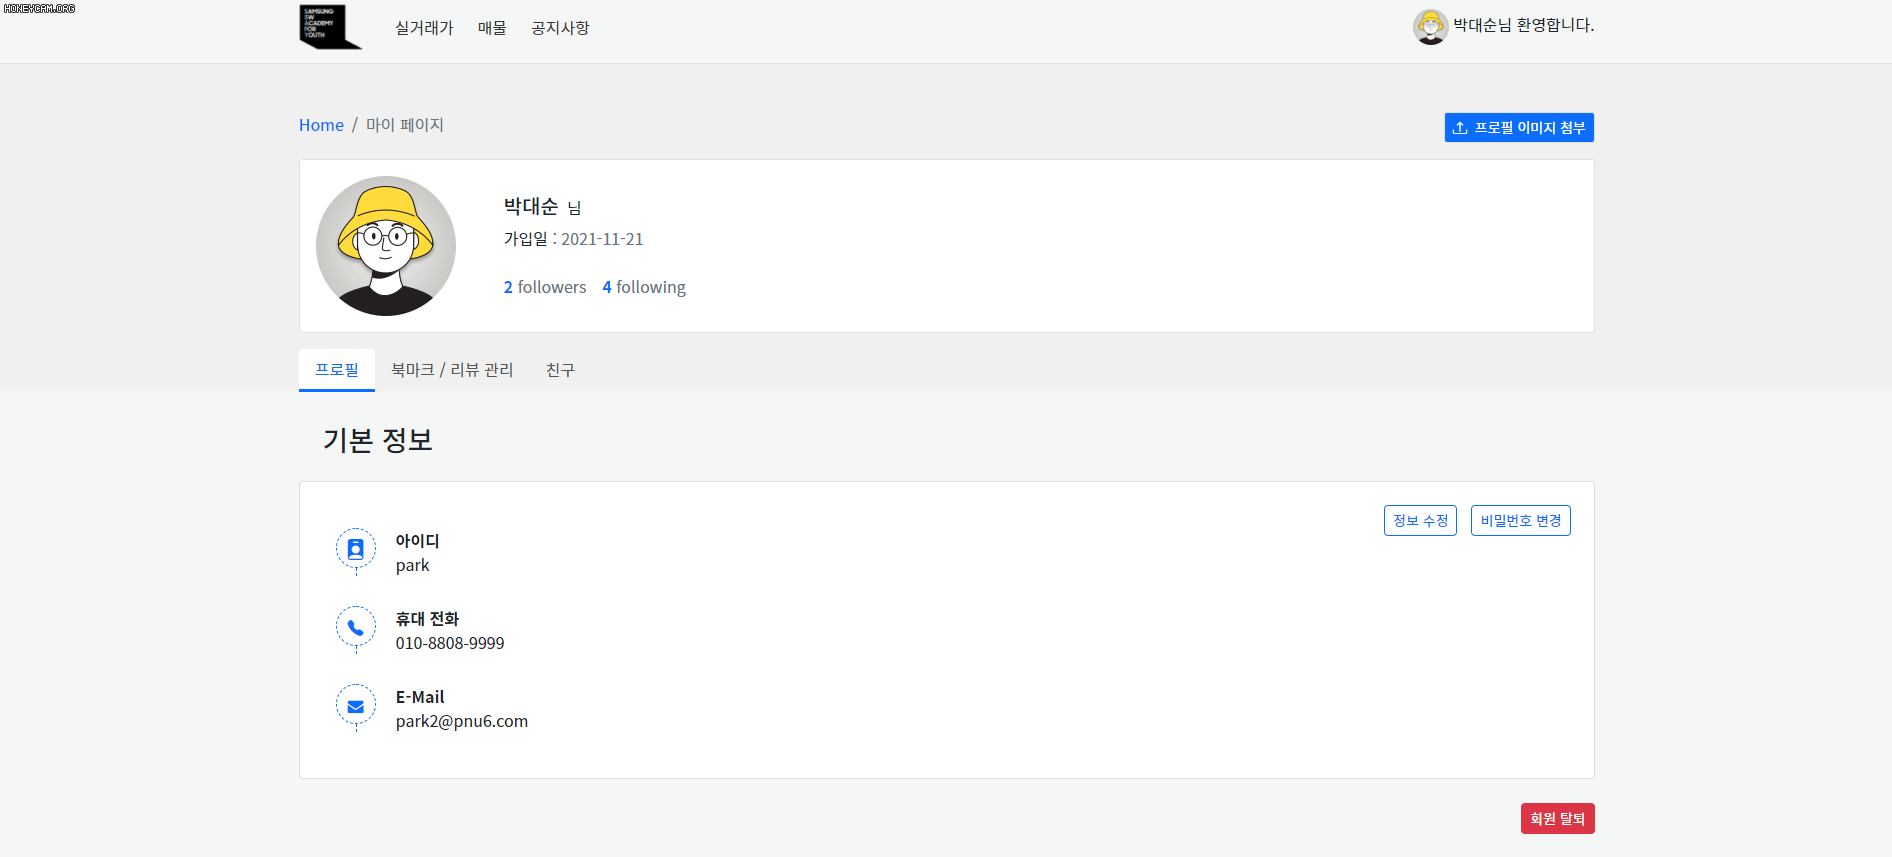 HONEYCAM.ORG
SAMSUNG
SW
ACADEMY
FOR
YOUTH
실거래가 매물 공지사항
박대순님 환영합니다.
Home / 마이 페이지
프로필 이미지 첨부
박대순 님
가입일 : 2021-11-21
2 followers 4 following
프로필 북마크 / 리뷰 관리 친구
기본 정보
정보 수정 비밀번호 변경
아이디
park
휴대 전화
010-8808-9999
E-Mail
park2@pnu6.com
회원 탈퇴